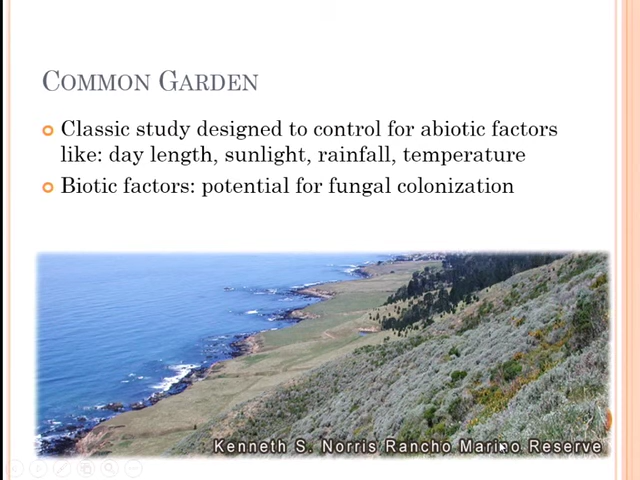 Common Garden
Classic study designed to control for abiotic factors
like: day length, sunlight, rainfall, temperature
Biotic factors: potential for fungal colonization
Kenneth S. Norris Rancho Marino Reserve